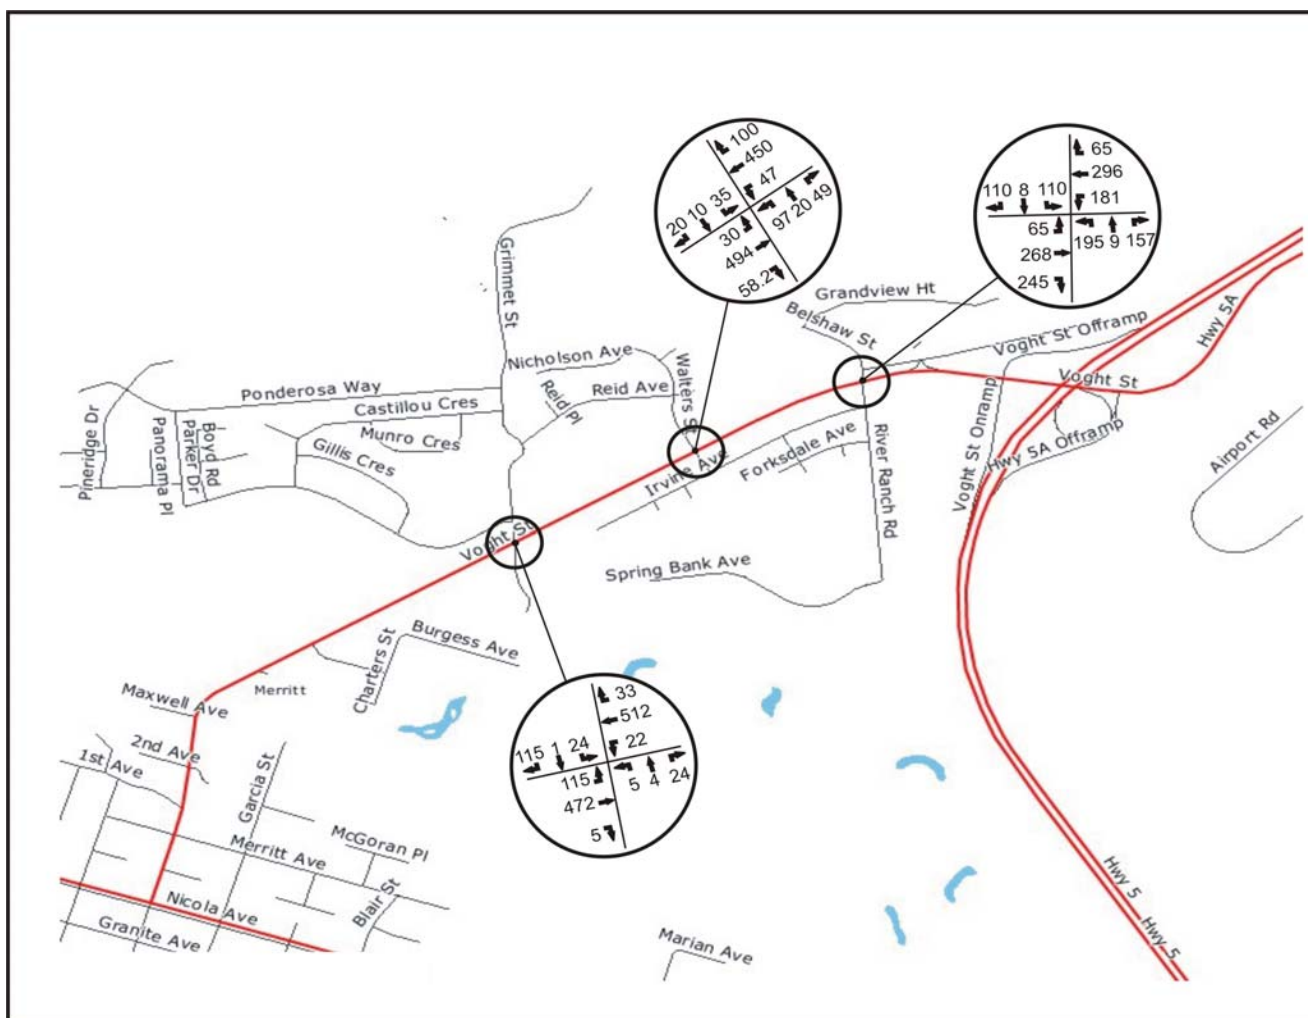 100
450
47
20 10 35
30
494
58.2
97 20 49
65
296
181
110 8 110
65
268
245
195 9 157
Grimmet St
Grandview Ht
Belshaw St
Voght St Offramp
Hwy 5A
Nicholson Ave
Walters St
Reid Ave
Reid Pl
Ponderosa Way
Castillou Cres
Munro Cres
Gillis Cres
Pineridge Dr
Panorama Pl
Parker Dr
Boyd Rd
Voght St
Voght St Onramp
Hwy 5A Offramp
Airport Rd
Irvine Ave
Forksdale Ave
River Ranch Rd
Voght St
Spring Bank Ave
Burgess Ave
Charters St
Merritt
Maxwell Ave
2nd Ave
1st Ave
Garcia St
33
512
22
115 1 24
115
472
5
5 4 24
McGoran Pl
Merritt Ave
Blair St
Nicola Ave
Granite Ave
Marian Ave
Hwy 5
Hwy 5